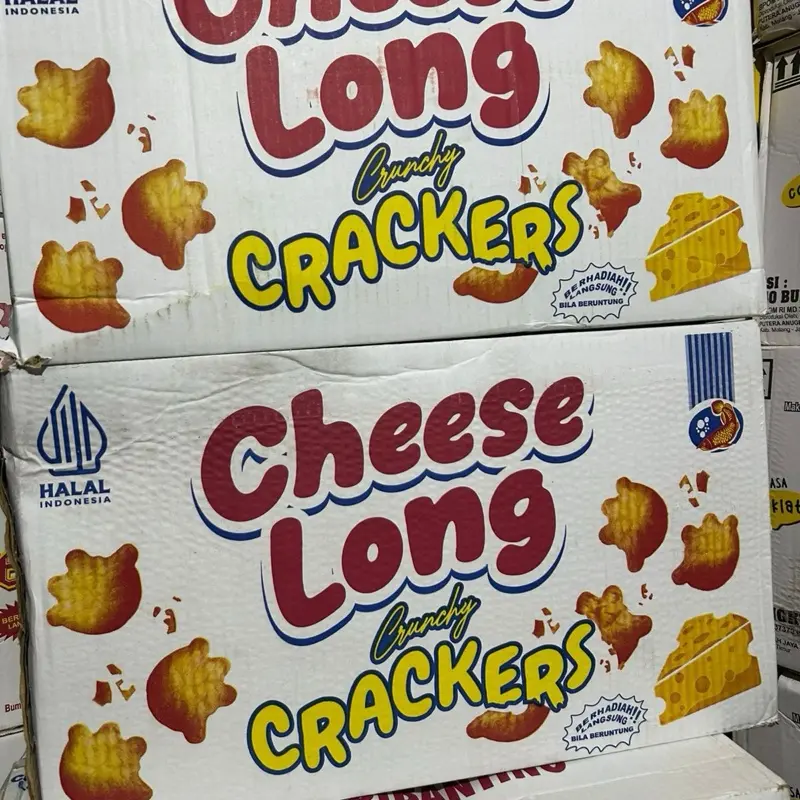 HALAL
INDONESIA
Cheese
Long
Crunchy
CRACKERS
BERHADIAH!!
LANGSUNG
BILA BERUNTUNG
HALAL
INDONESIA
Cheese
Long
Crunchy
CRACKERS
BERHADIAH!!
LANGSUNG
BILA BERUNTUNG